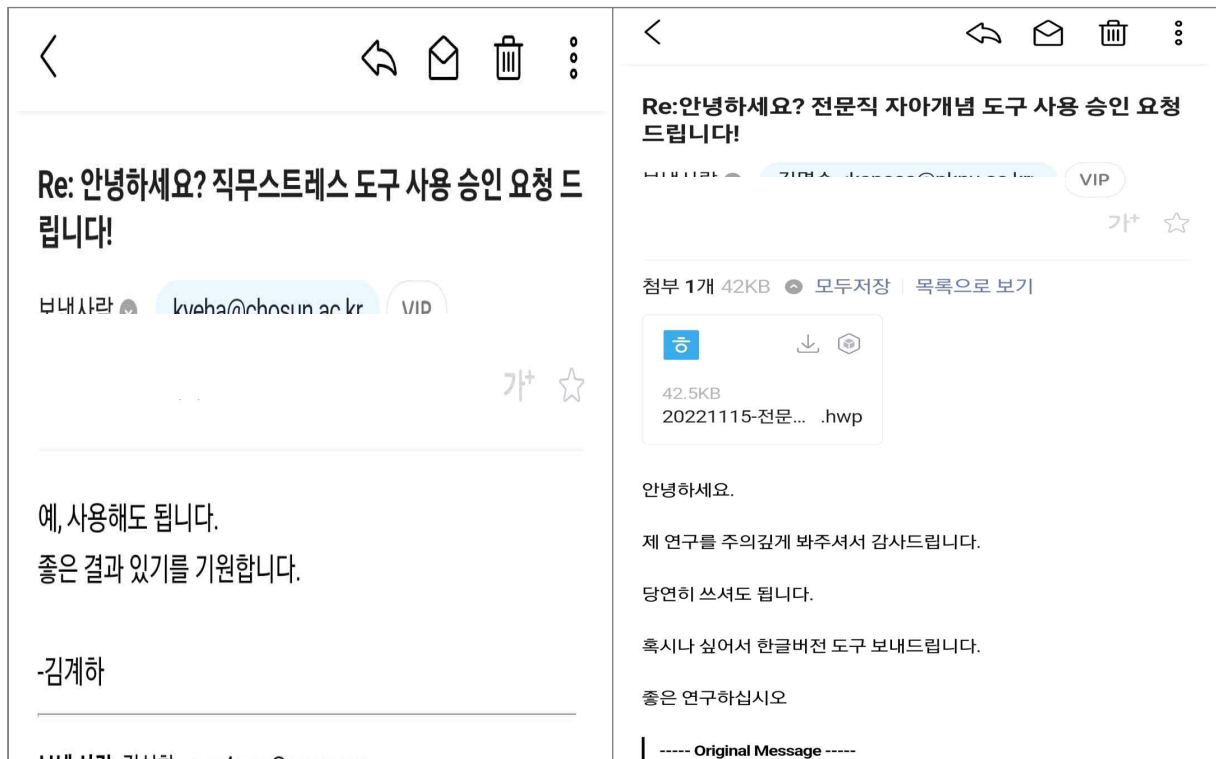 Re: 안녕하세요? 직무스트레스 도구 사용 승인 요청 드
립니다!
보낸사람 kyeha@chosun.ac.kr VIP
가+
예, 사용해도 됩니다.
좋은 결과 있기를 기원합니다.
-김계하
Re:안녕하세요? 전문직 자아개념 도구 사용 승인 요청
드립니다!
VIP
가+
첨부 1개 42KB 모두저장 목록으로 보기
ㅎ
42.5KB
20221115-전문... .hwp
안녕하세요.
제 연구를 주의깊게 봐주셔서 감사드립니다.
당연히 쓰셔도 됩니다.
혹시나 싶어서 한글버전 도구 보내드립니다.
좋은 연구하십시오
----- Original Message -----